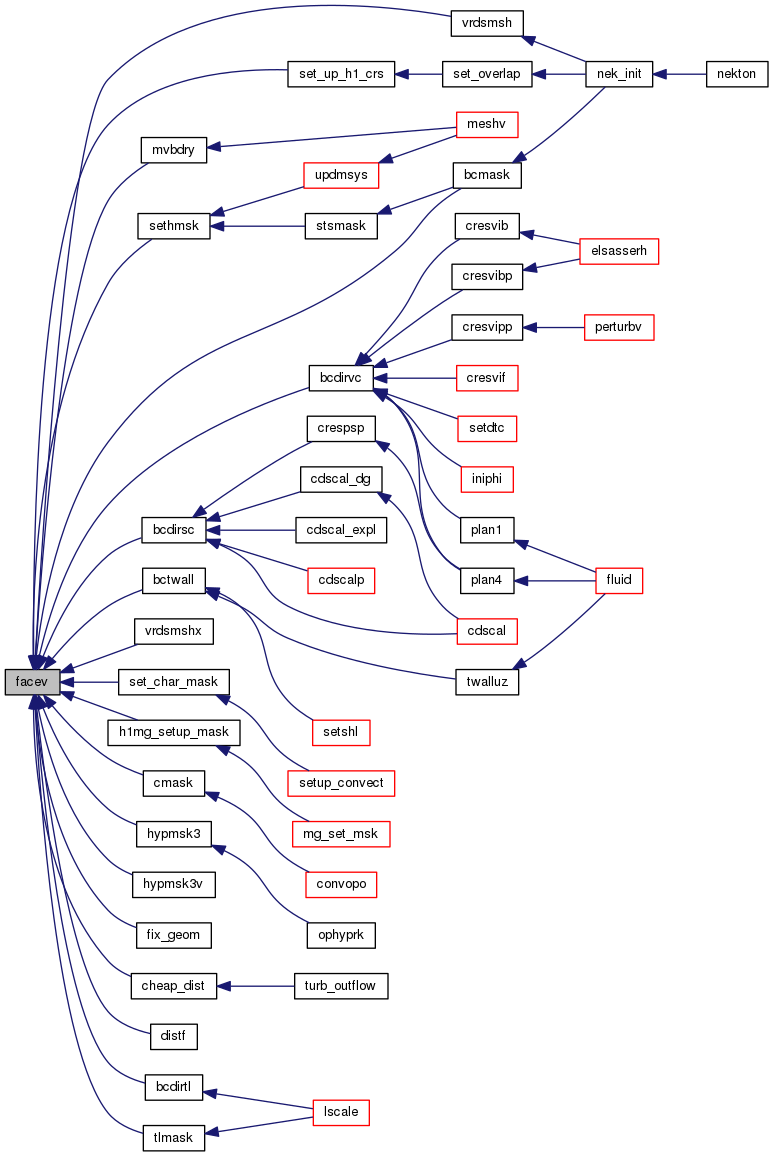 vrdsmsh
set_up_h1_crs
set_overlap
nek_init
nekton
mvbdry
meshv
updmsys
bcmask
sethmsk
stsmask
cresvib
elsasserh
cresvibp
cresvipp
perturbv
bcdirvc
cresvif
setdtc
crespsp
iniphi
cdscal_dg
bcdirsc
cdscal_expl
plan1
bctwall
cdscalp
plan4
fluid
vrdsmshx
cdscal
facev
set_char_mask
twalluz
h1mg_setup_mask
setshl
cmask
setup_convect
hypmsk3
mg_set_msk
hypmsk3v
convopo
fix_geom
ophyprk
cheap_dist
turb_outflow
distf
bcdirtl
lscale
tlmask